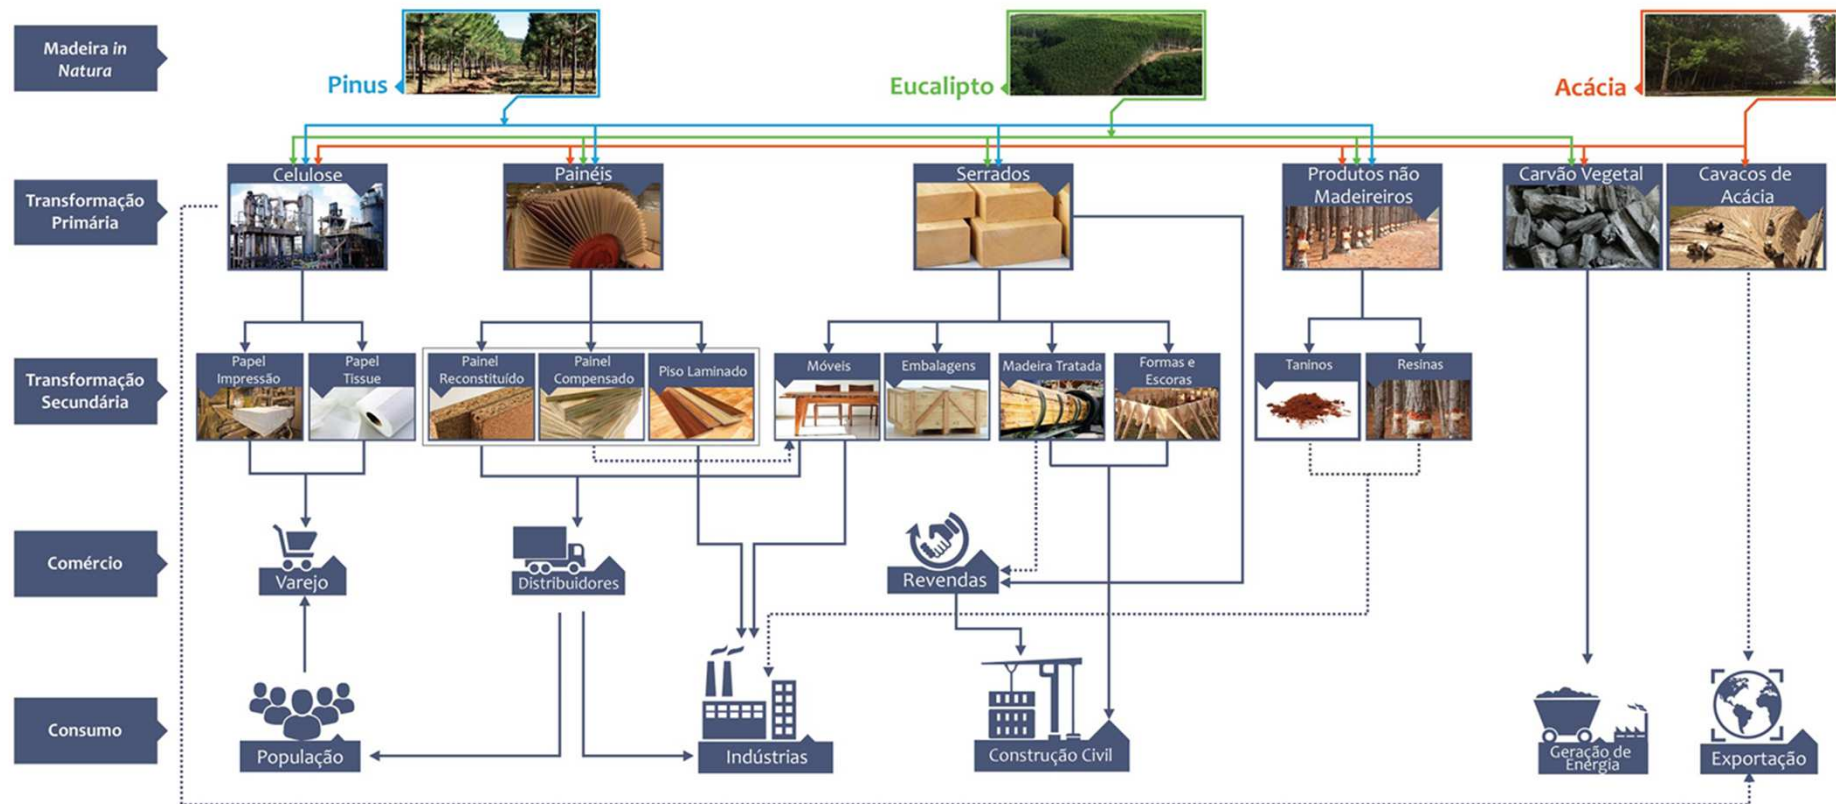 Madeira in
Natura
Pinus
Eucalipto
Acácia
Transformação
Primária
Celulose
Painéis
Serrados
Produtos não
Madeireiros
Carvão Vegetal
Cavacos de
Acácia
Transformação
Secundária
Papel
Impressão
Papel
Tissue
Painel
Reconstituído
Painel
Compensado
Piso Laminado
Móveis
Embalagens
Madeira Tratada
Formas e
Escoras
Taninos
Resinas
Comércio
Varejo
Distribuidores
Revendas
Consumo
População
Indústrias
Construção Civil
Geração de
Energia
Exportação